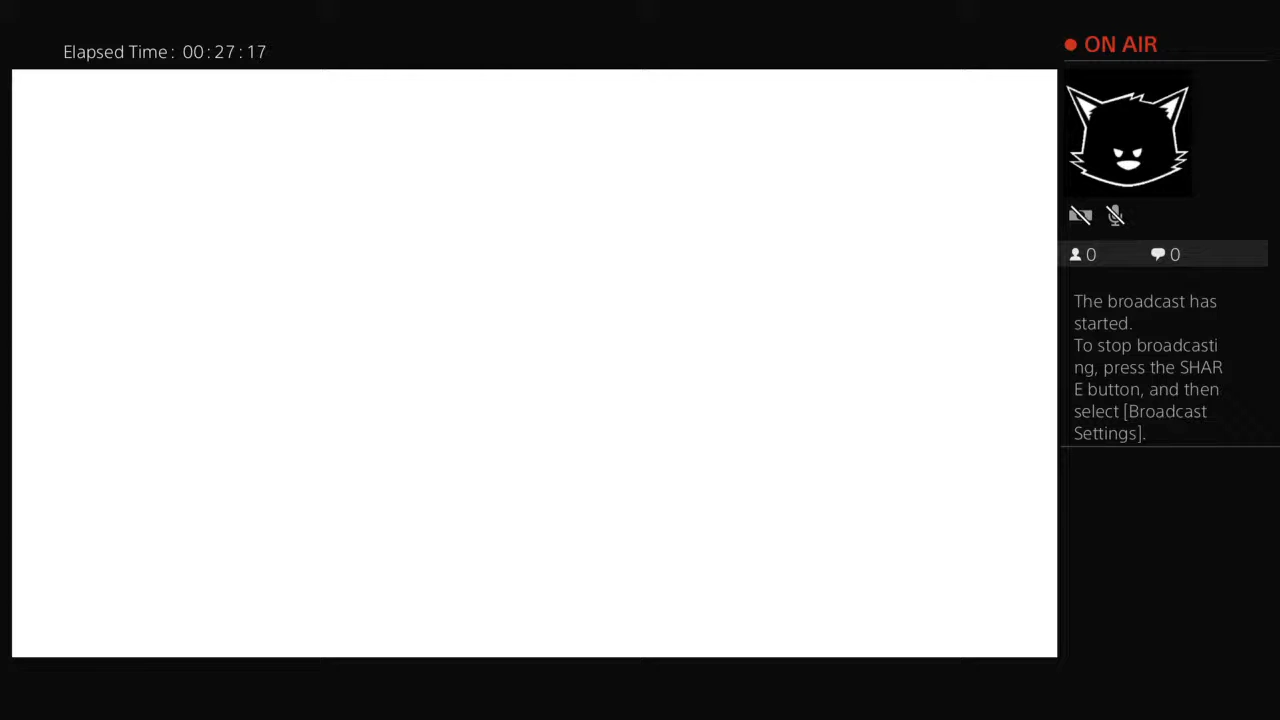 Elapsed Time: 00:27:17
ON AIR
0 0
The broadcast has
started.
To stop broadcasti
ng, press the SHAR
E button, and then
select [Broadcast
Settings].